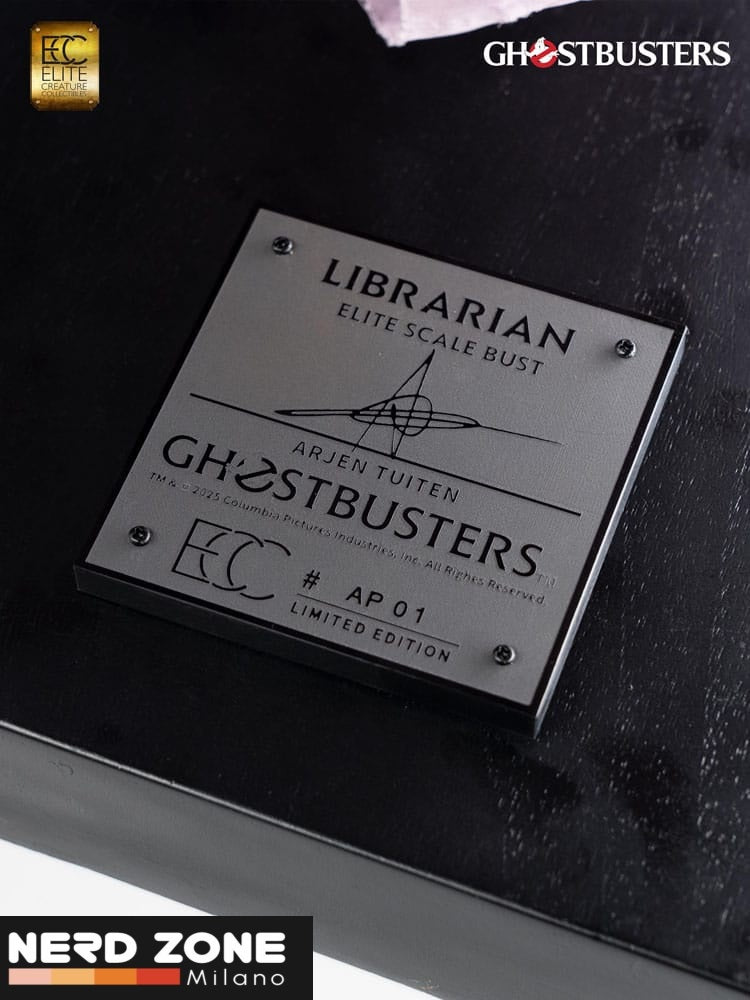 ECC
ELITE
CREATURE
COLLECTIBLES
GHOSTBUSTERS
LIBRARIAN
ELITE SCALE BUST
ARJEN TUITEN
GHOSTBUSTERS™
TM & © 2025 Columbia Pictures Industries, Inc. All Rights Reserved.
ECC # AP 01
LIMITED EDITION
NERD ZONE
Milano